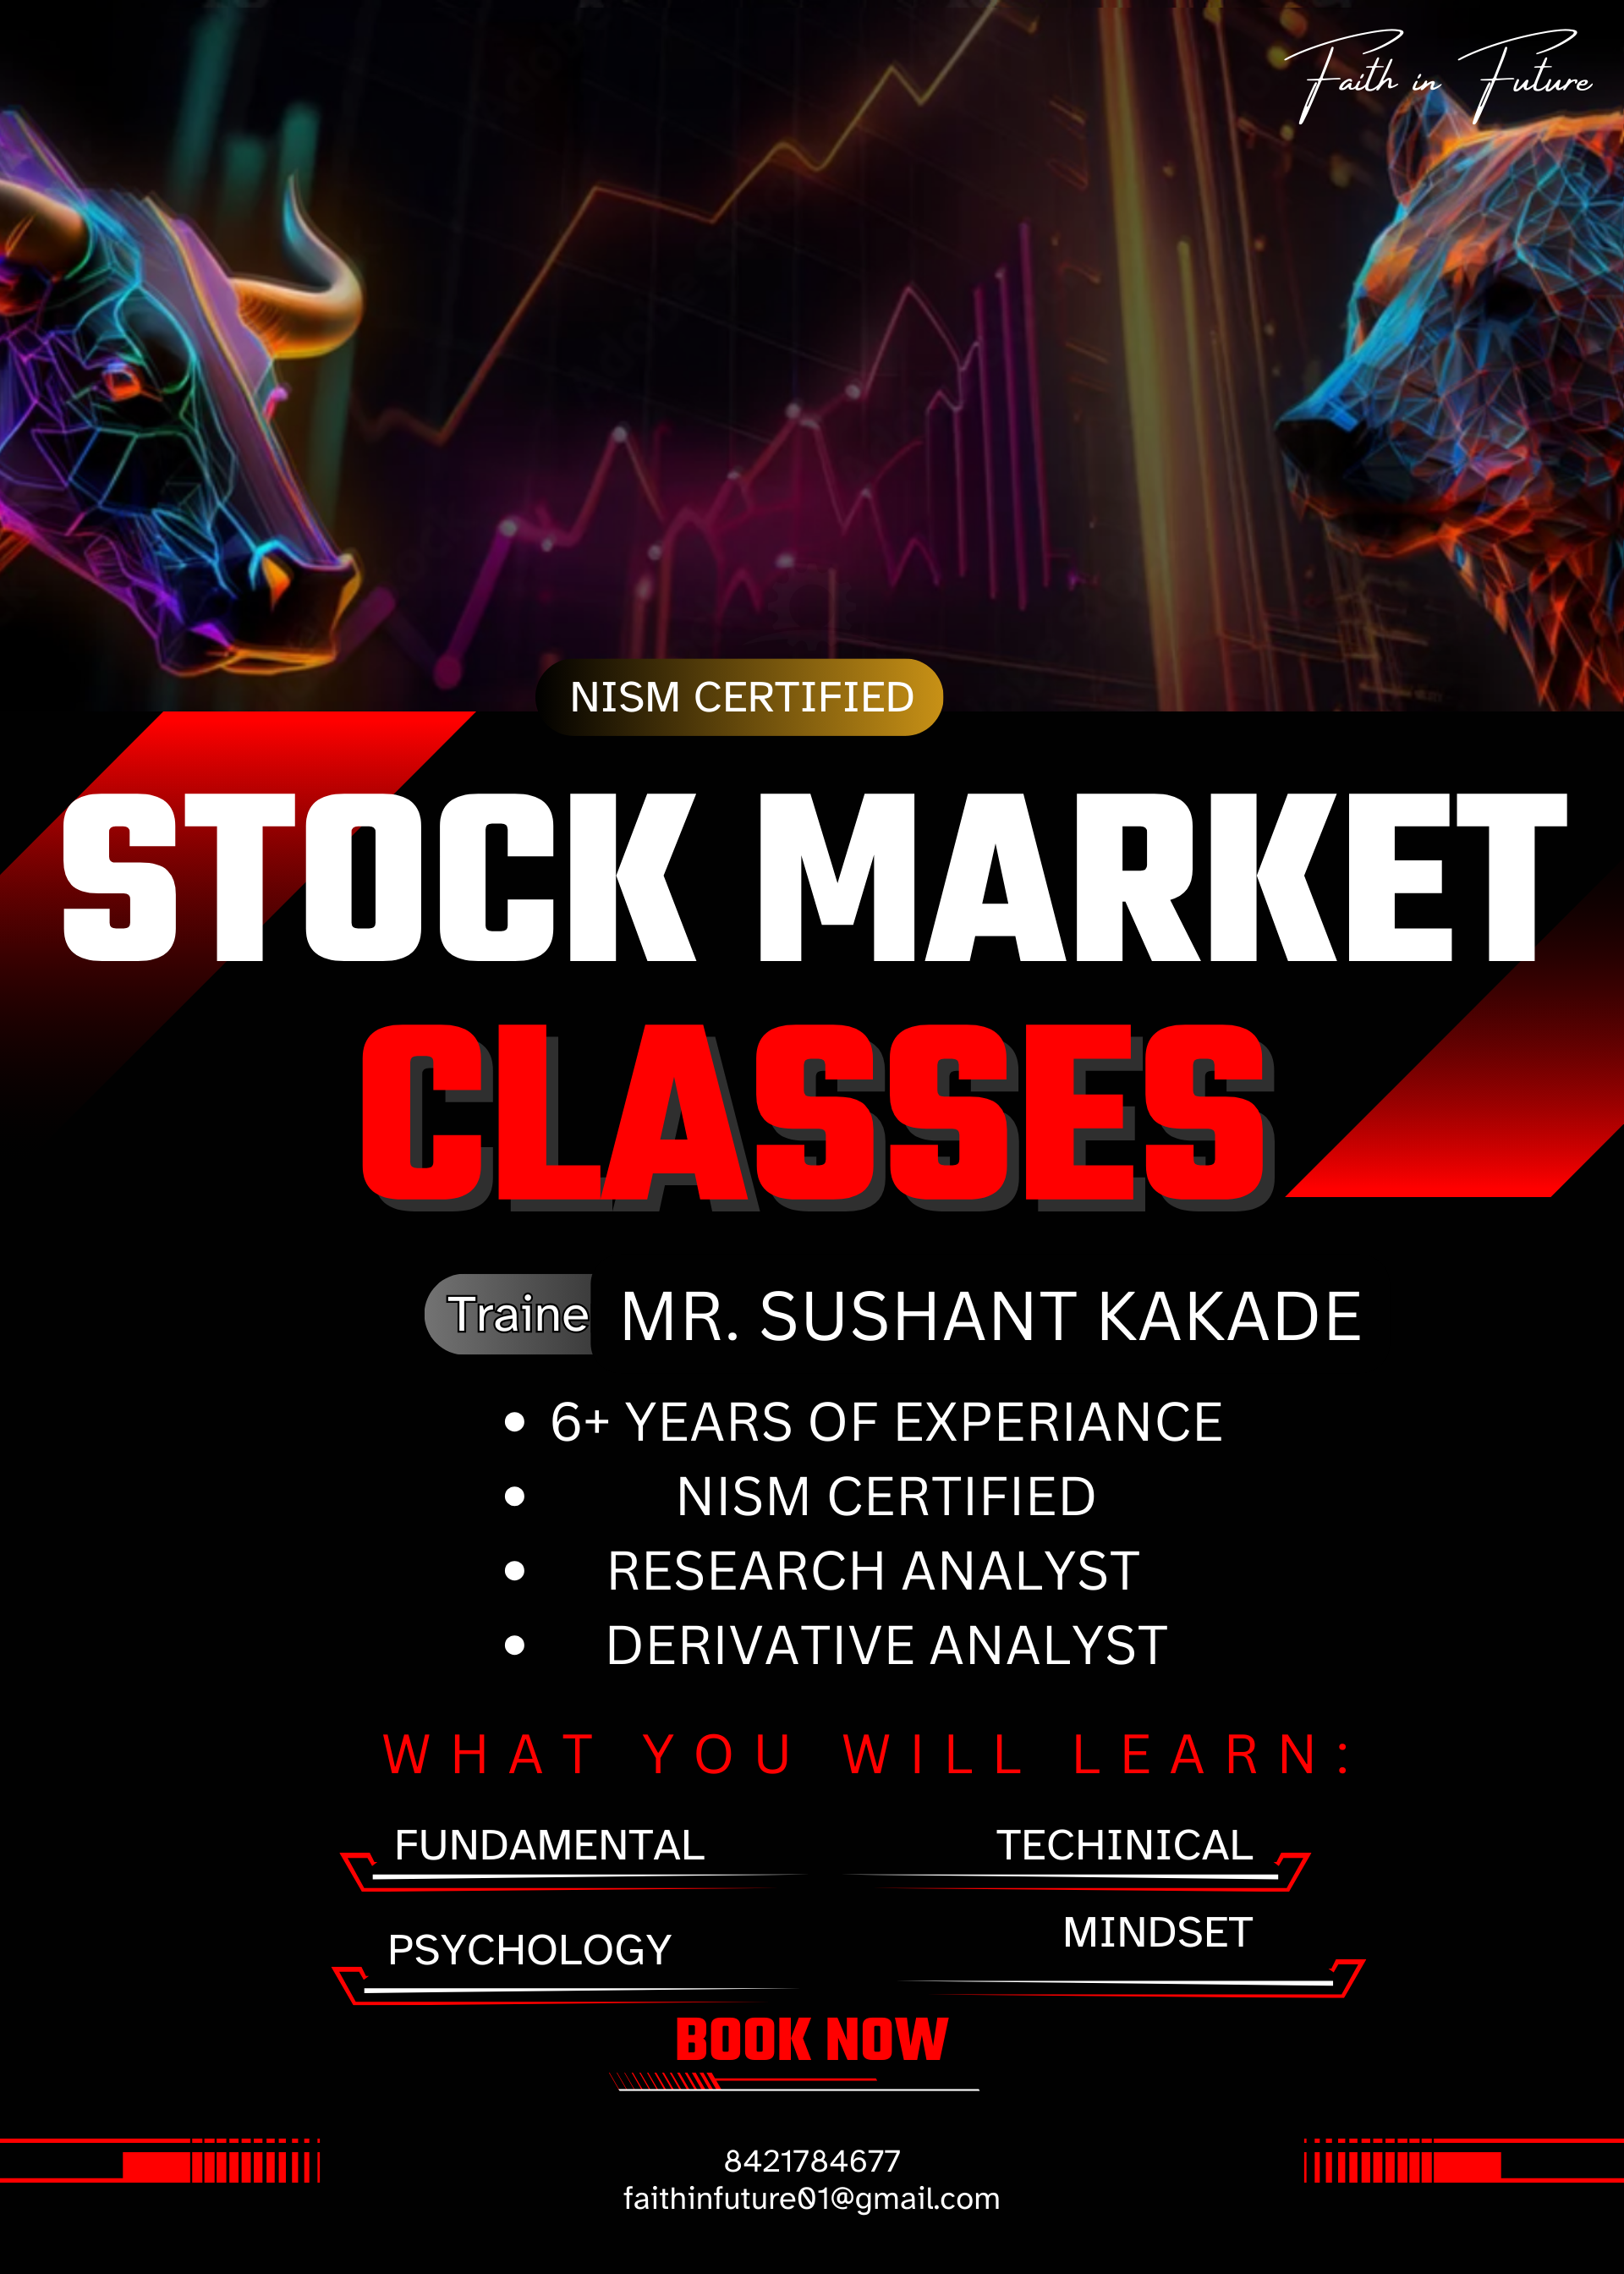 Faith in Future
NISM CERTIFIED
STOCK MARKET
CLASSES
Traine MR. SUSHANT KAKADE
• 6+ YEARS OF EXPERIANCE
• NISM CERTIFIED
• RESEARCH ANALYST
• DERIVATIVE ANALYST
WHAT YOU WILL LEARN:
FUNDAMENTAL TECHINICAL
PSYCHOLOGY MINDSET
BOOK NOW
8421784677
faithinfuture01@gmail.com